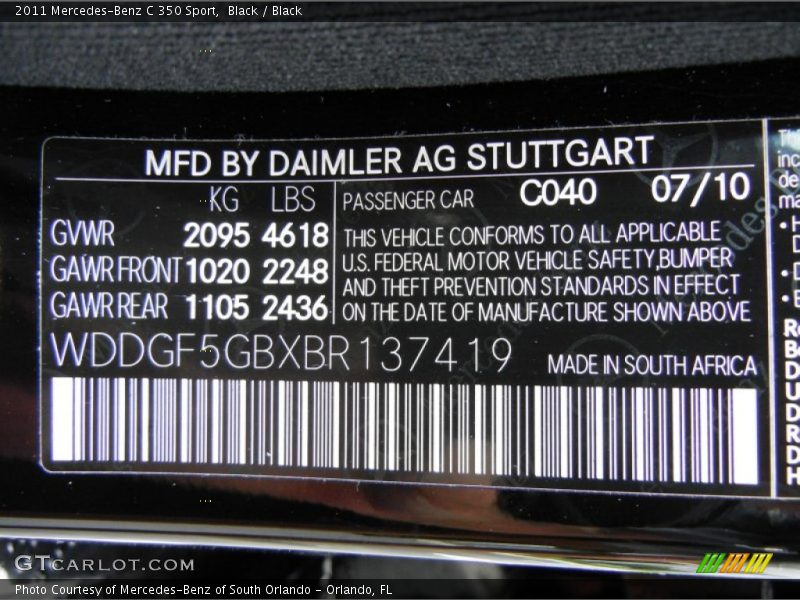 2011 Mercedes-Benz C 350 Sport,  Black / Black
MFD BY DAIMLER AG STUTTGART
KG LBS
GVWR 2095 4618
GAWR FRONT 1020 2248
GAWR REAR 1105 2436
PASSENGER CAR C040 07/10
THIS VEHICLE CONFORMS TO ALL APPLICABLE
U.S. FEDERAL MOTOR VEHICLE SAFETY,BUMPER
AND THEFT PREVENTION STANDARDS IN EFFECT
ON THE DATE OF MANUFACTURE SHOWN ABOVE
WDDGF5GBXBR137419
MADE IN SOUTH AFRICA
GTCARLOT.COM
Photo Courtesy of Mercedes-Benz of South Orlando - Orlando, FL